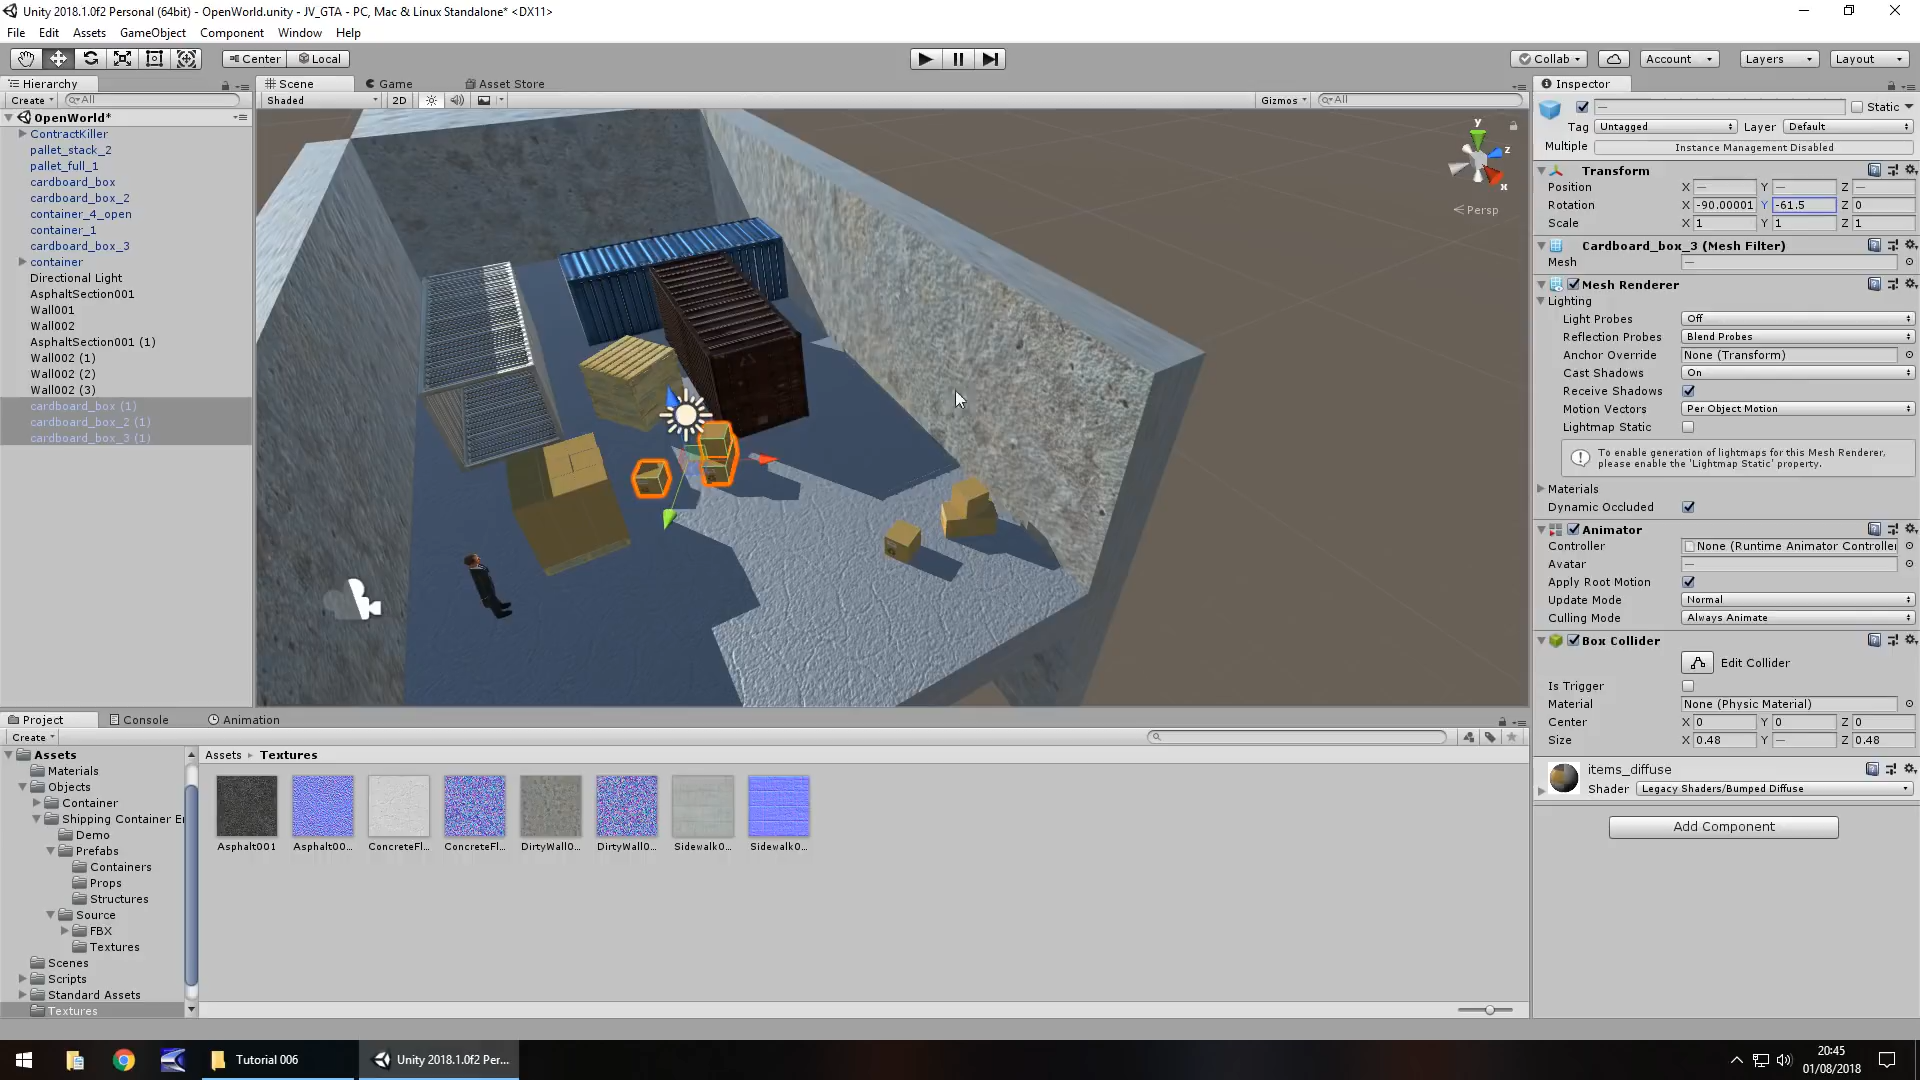 Unity 2018.1.0f2 Personal (64bit) - OpenWorld.unity - JV_GTA - PC, Mac & Linux Standalone* <DX11>
File Edit Assets GameObject Component Window Help
Center Local Collab Account Layers Layout
Hierarchy
Create All
OpenWorld*
ContractKiller
pallet_stack_2
pallet_full_1
cardboard_box
cardboard_box_2
container_4_open
container_1
cardboard_box_3
container
Directional Light
AsphaltSection001
Wall001
Wall002
AsphaltSection001 (1)
Wall002 (1)
Wall002 (2)
Wall002 (3)
cardboard_box (1)
cardboard_box_2 (1)
cardboard_box_3 (1)
Scene Game Asset Store
Shaded 2D Gizmos All
y
z
x
Persp
Inspector
— Static
Tag Untagged Layer Default
Multiple Instance Management Disabled
Transform
Position X — Y — Z —
Rotation X -90.00001 Y -61.5 Z 0
Scale X 1 Y 1 Z 1
Cardboard_box_3 (Mesh Filter)
Mesh —
Mesh Renderer
Lighting
Light Probes Off
Reflection Probes Blend Probes
Anchor Override None (Transform)
Cast Shadows On
Receive Shadows
Motion Vectors Per Object Motion
Lightmap Static
To enable generation of lightmaps for this Mesh Renderer,
please enable the 'Lightmap Static' property.
Materials
Dynamic Occluded
Animator
Controller None (Runtime Animator Controller
Avatar —
Apply Root Motion
Update Mode Normal
Culling Mode Always Animate
Box Collider
Edit Collider
Is Trigger
Material None (Physic Material)
Center X 0 Y 0 Z 0
Size X 0.48 Y — Z 0.48
items_diffuse
Shader Legacy Shaders/Bumped Diffuse
Add Component
Project Console Animation
Create
Assets
Materials
Objects
Container
Shipping Container Er
Demo
Prefabs
Containers
Props
Structures
Source
FBX
Textures
Scenes
Scripts
Standard Assets
Textures
Assets Textures
Asphalt001 Asphalt00... ConcreteFl... ConcreteFl... DirtyWall0... DirtyWall0... Sidewalk0... Sidewalk0...
Tutorial 006
Unity 2018.1.0f2 Per...
20:45
01/08/2018